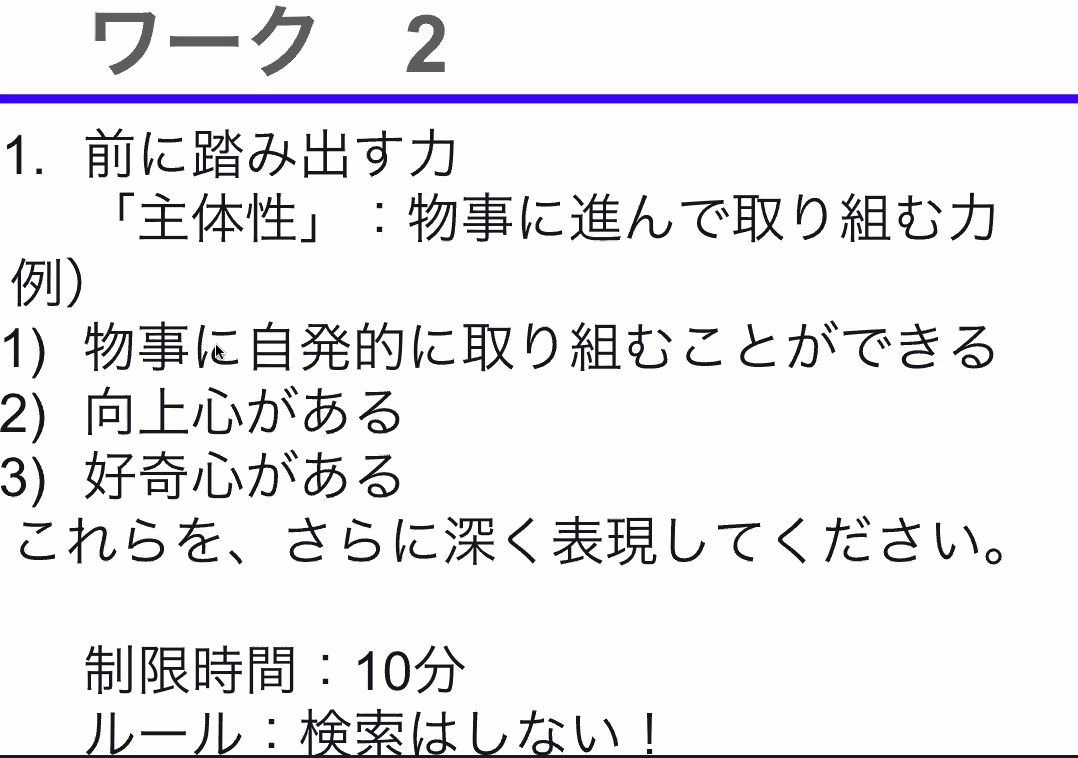 ワーク　2
1. 前に踏み出す力
「主体性」：物事に進んで取り組む力
例）
1) 物事に自発的に取り組むことができる
2) 向上心がある
3) 好奇心がある
これらを、さらに深く表現してください。
制限時間：10分
ルール：検索はしない！